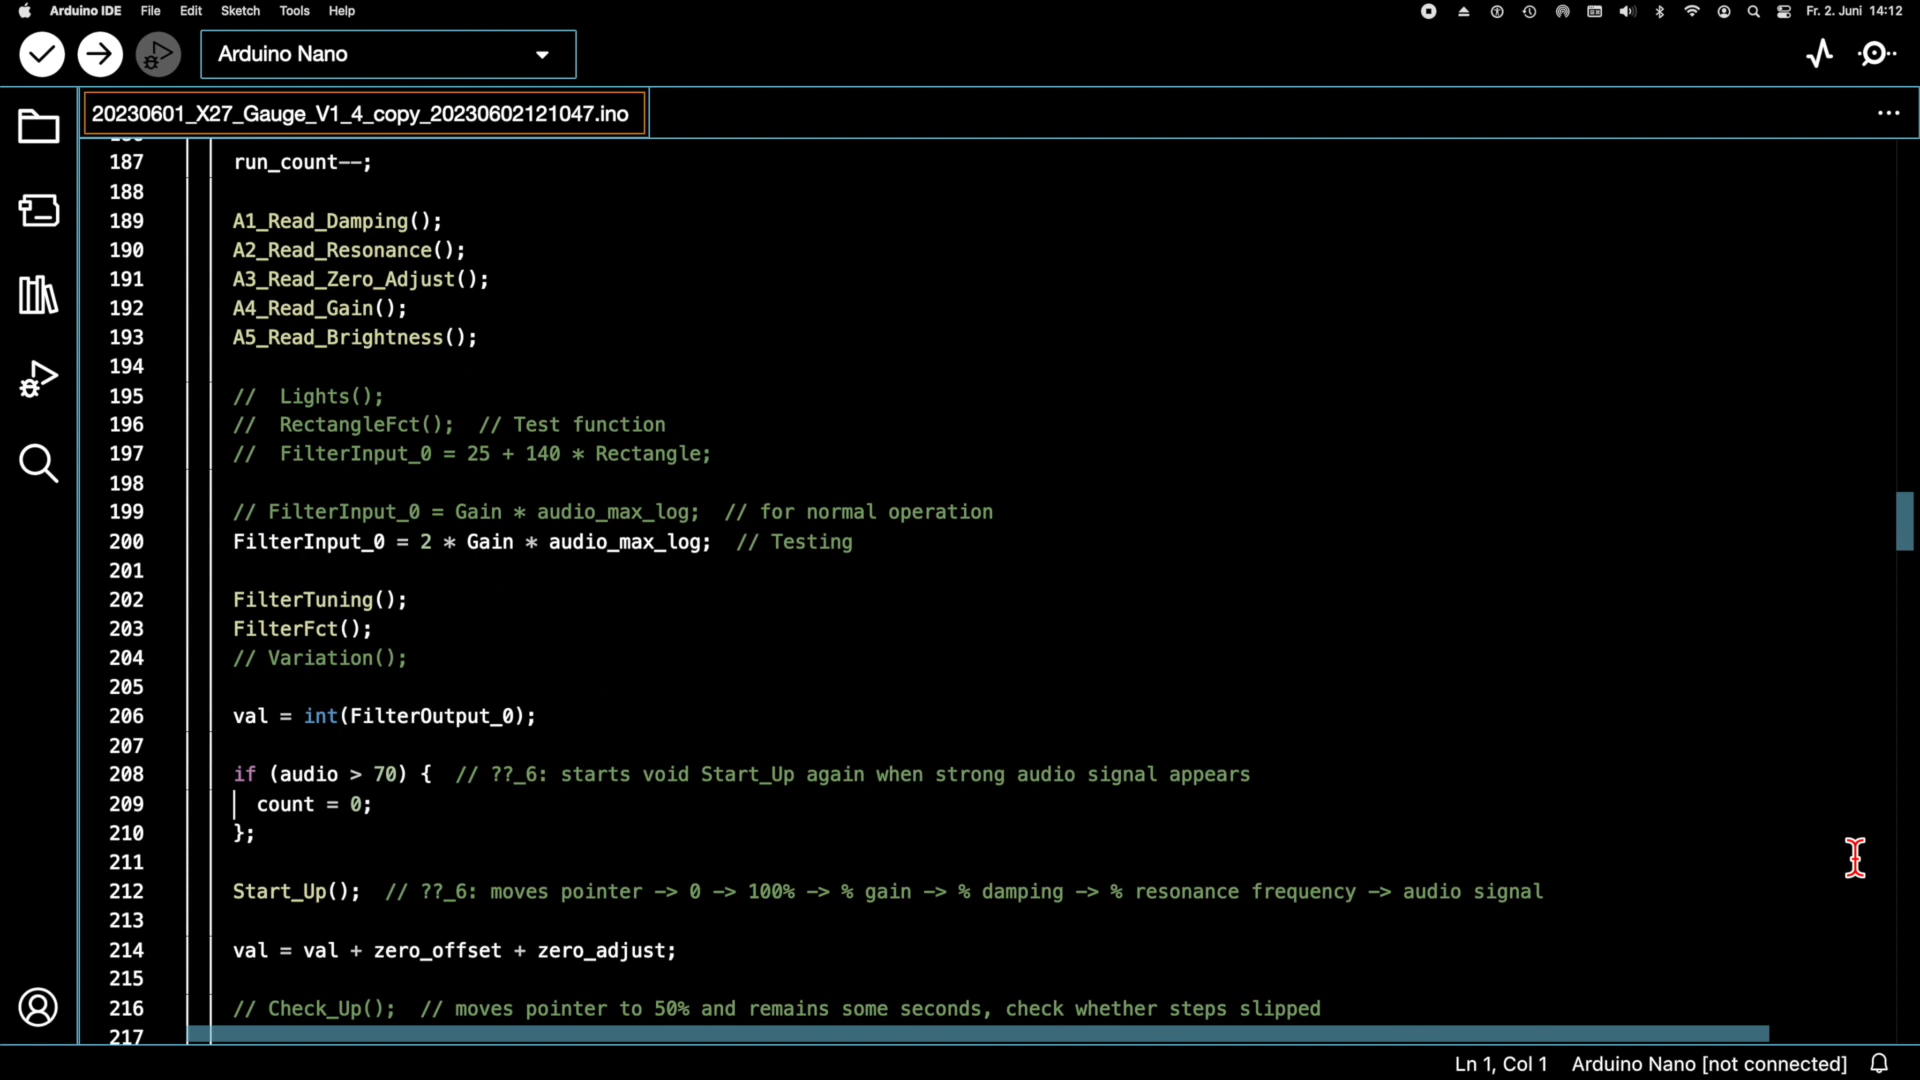 Arduino IDE File Edit Sketch Tools Help Fr. 2. Juni 14:12
Arduino Nano
20230601_X27_Gauge_V1_4_copy_20230602121047.ino
187 run_count--;
188
189 A1_Read_Damping();
190 A2_Read_Resonance();
191 A3_Read_Zero_Adjust();
192 A4_Read_Gain();
193 A5_Read_Brightness();
194
195 // Lights();
196 // RectangleFct(); // Test function
197 // FilterInput_0 = 25 + 140 * Rectangle;
198
199 // FilterInput_0 = Gain * audio_max_log; // for normal operation
200 FilterInput_0 = 2 * Gain * audio_max_log; // Testing
201
202 FilterTuning();
203 FilterFct();
204 // Variation();
205
206 val = int(FilterOutput_0);
207
208 if (audio > 70) { // ??_6: starts void Start_Up again when strong audio signal appears
209 count = 0;
210 };
211
212 Start_Up(); // ??_6: moves pointer -> 0 -> 100% -> % gain -> % damping -> % resonance frequency -> audio signal
213
214 val = val + zero_offset + zero_adjust;
215
216 // Check_Up(); // moves pointer to 50% and remains some seconds, check whether steps slipped
217
Ln 1, Col 1 Arduino Nano [not connected]